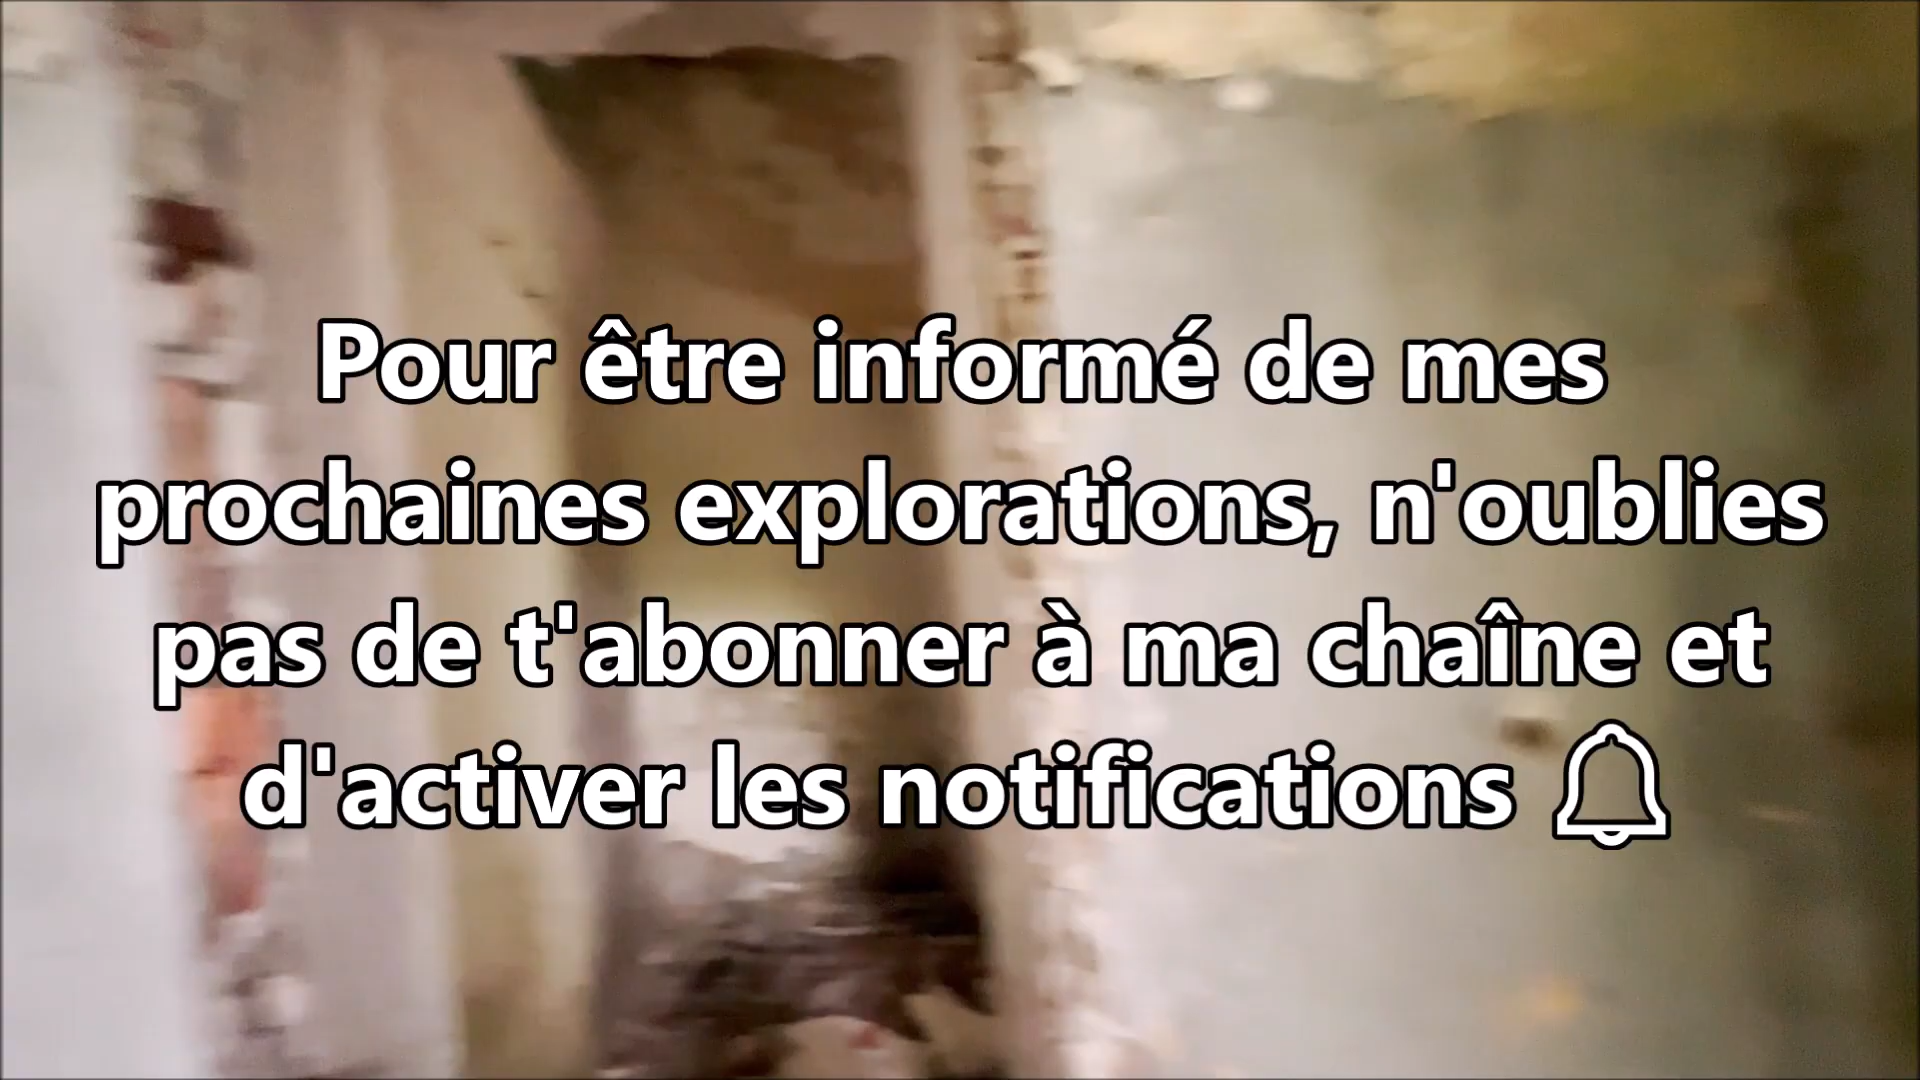 Pour être informé de mes
prochaines explorations, n'oublies
pas de t'abonner à ma chaîne et
d'activer les notifications